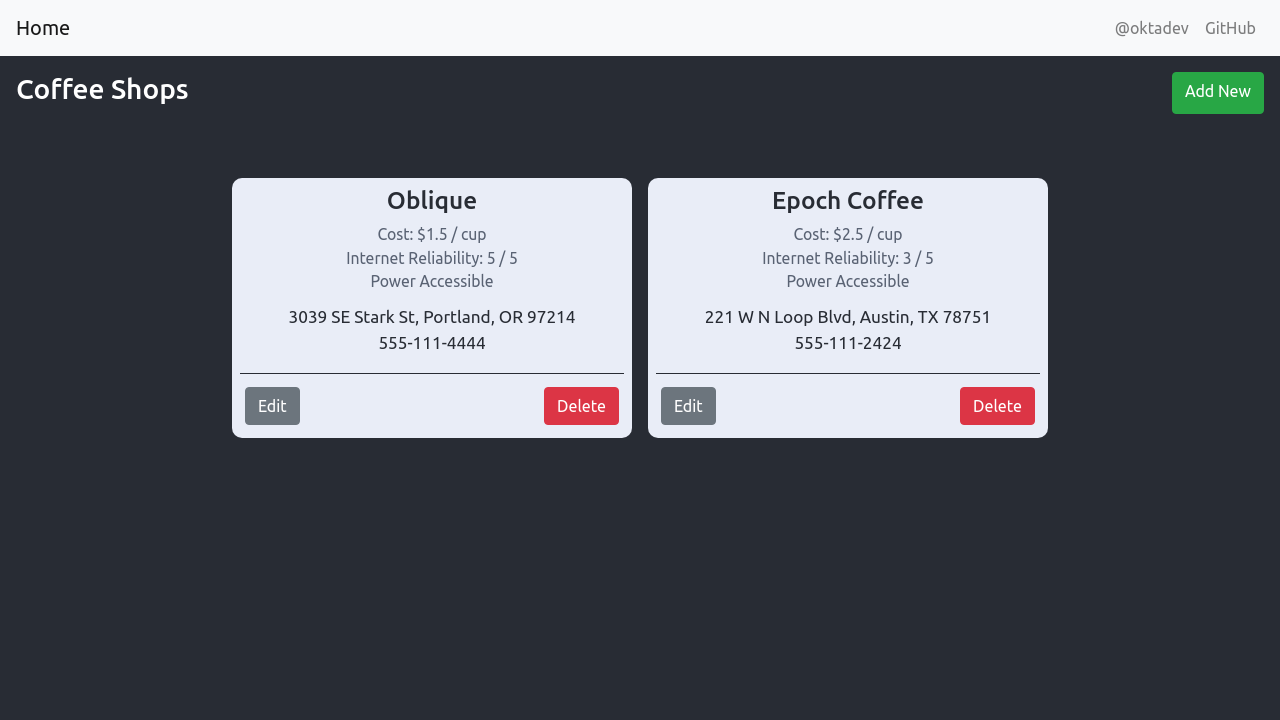 Home
@oktadev GitHub
Coffee Shops
Add New
Oblique
Cost: $1.5 / cup
Internet Reliability: 5 / 5
Power Accessible
3039 SE Stark St, Portland, OR 97214
555-111-4444
Edit
Delete
Epoch Coffee
Cost: $2.5 / cup
Internet Reliability: 3 / 5
Power Accessible
221 W N Loop Blvd, Austin, TX 78751
555-111-2424
Edit
Delete